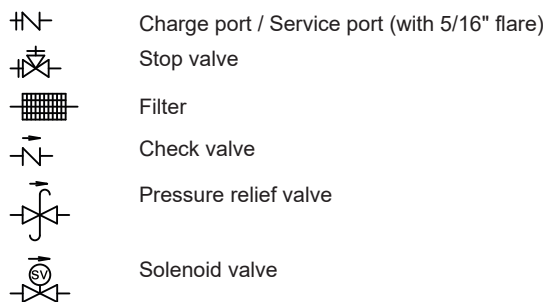 Charge port / Service port (with 5/16" flare)
Stop valve
Filter
Check valve
Pressure relief valve
SV
Solenoid valve